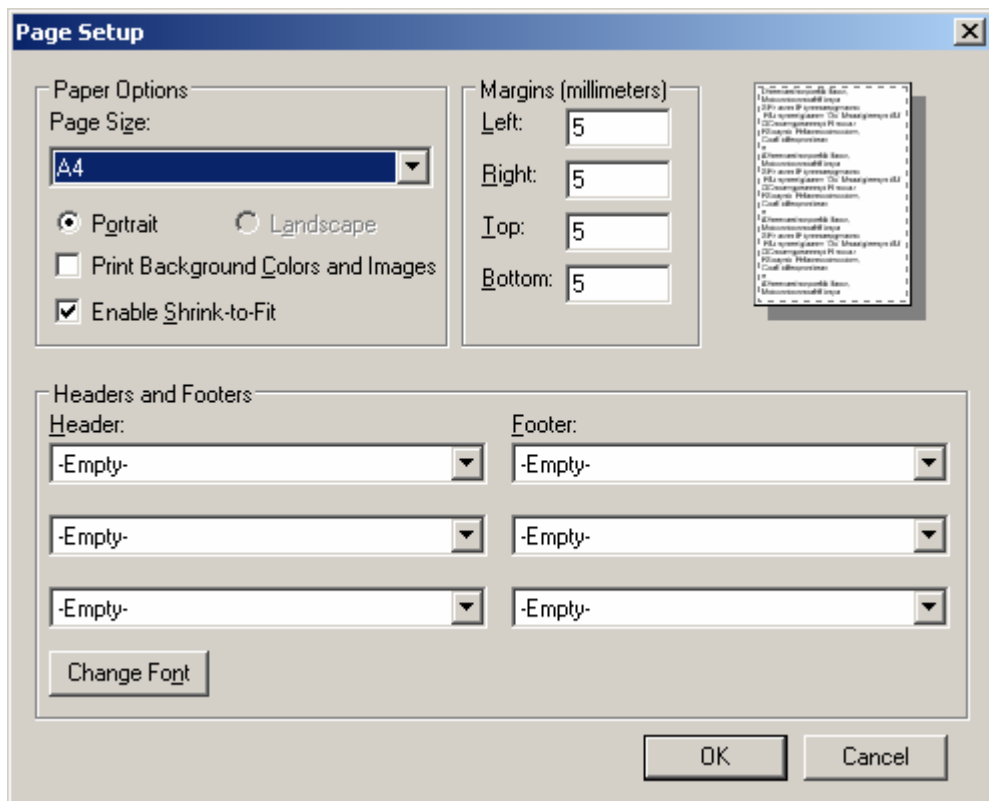 Page Setup
Paper Options
Page Size:
A4
Portrait
Landscape
Print Background Colors and Images
Enable Shrink-to-Fit
Margins (millimeters)
Left: 5
Right: 5
Top: 5
Bottom: 5
Headers and Footers
Header:
Footer:
-Empty-
-Empty-
-Empty-
-Empty-
-Empty-
-Empty-
Change Font
OK
Cancel